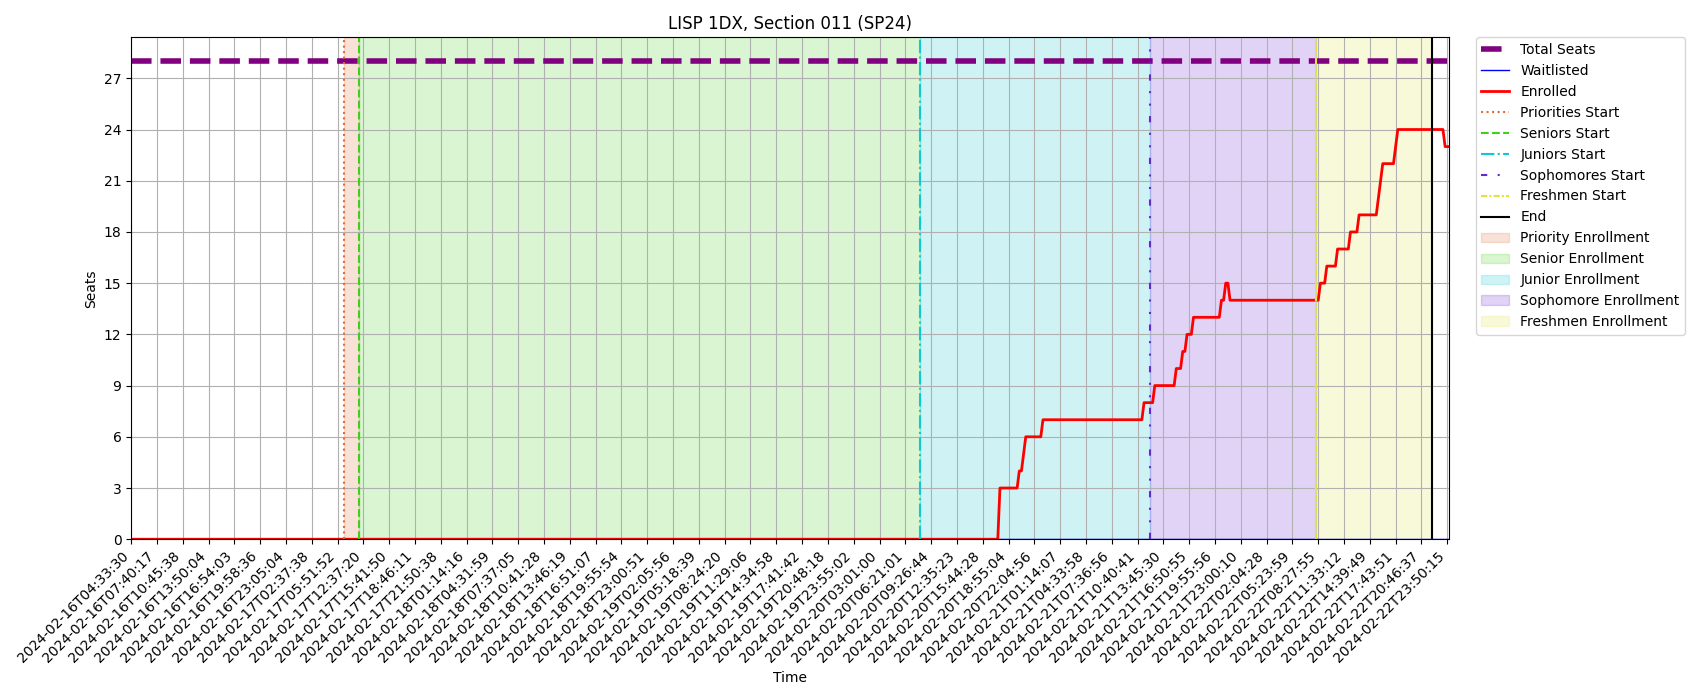 LISP 1DX, Section 011 (SP24)
Seats
27
24
21
18
15
12
9
6
3
0
2024-02-16T04:33:30
2024-02-16T07:40:17
2024-02-16T10:45:38
2024-02-16T13:50:04
2024-02-16T16:54:03
2024-02-16T19:58:36
2024-02-16T23:05:04
2024-02-17T02:37:38
2024-02-17T05:51:52
2024-02-17T12:37:20
2024-02-17T15:41:50
2024-02-17T18:46:11
2024-02-17T21:50:38
2024-02-18T01:14:16
2024-02-18T04:31:59
2024-02-18T07:37:05
2024-02-18T10:41:28
2024-02-18T13:46:19
2024-02-18T16:51:07
2024-02-18T19:55:54
2024-02-18T23:00:51
2024-02-19T02:05:56
2024-02-19T05:18:39
2024-02-19T08:24:20
2024-02-19T11:29:06
2024-02-19T14:34:58
2024-02-19T17:41:42
2024-02-19T20:48:18
2024-02-19T23:55:02
2024-02-20T03:01:00
2024-02-20T06:21:01
2024-02-20T09:26:44
2024-02-20T12:35:23
2024-02-20T15:44:28
2024-02-20T18:55:04
2024-02-20T22:04:56
2024-02-21T01:14:07
2024-02-21T04:33:58
2024-02-21T07:36:56
2024-02-21T10:40:41
2024-02-21T13:45:30
2024-02-21T16:50:55
2024-02-21T19:55:56
2024-02-21T23:00:10
2024-02-22T02:04:28
2024-02-22T05:23:59
2024-02-22T08:27:55
2024-02-22T11:33:12
2024-02-22T14:39:49
2024-02-22T17:43:51
2024-02-22T20:46:37
2024-02-22T23:50:15
Time
Total Seats
Waitlisted
Enrolled
Priorities Start
Seniors Start
Juniors Start
Sophomores Start
Freshmen Start
End
Priority Enrollment
Senior Enrollment
Junior Enrollment
Sophomore Enrollment
Freshmen Enrollment